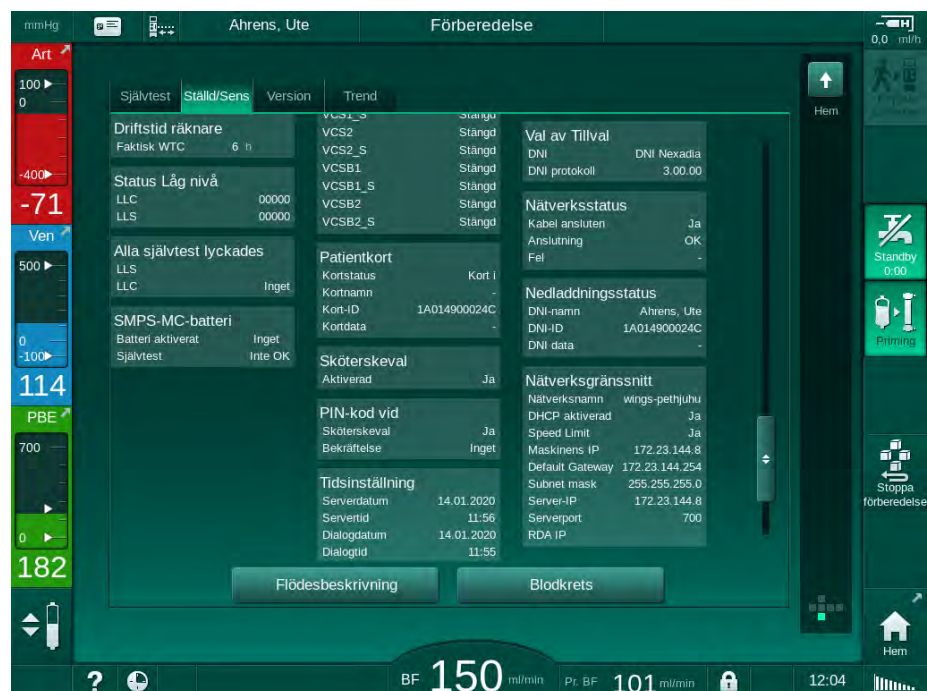 mmHg
Ahrens, Ute
Förberedelse
0,0 ml/h
Art
100
0
-400
-71
Ven
500
0
-100
114
PBE
700
0
182
Självtest Ställd/Sens Version Trend
Driftstid räknare
Faktisk WTC 6 h
Status Låg nivå
LLC 00000
LLS 00000
Alla självtest lyckades
LLS
LLC Inget
SMPS-MC-batteri
Batteri aktiverat Inget
Självtest Inte OK
VCS1_S Stängd
VCS2 Stängd
VCS2_S Stängd
VCSB1 Stängd
VCSB1_S Stängd
VCSB2 Stängd
VCSB2_S Stängd
Patientkort
Kortstatus Kort i
Kortnamn -
Kort-ID 1A014900024C
Kortdata -
Sköterskeval
Aktiverad Ja
PIN-kod vid
Sköterskeval Ja
Bekräftelse Inget
Tidsinställning
Serverdatum 14.01.2020
Servertid 11:56
Dialogdatum 14.01.2020
Dialogtid 11:55
Val av Tillval
DNI DNI Nexadia
DNI protokoll 3.00.00
Nätverksstatus
Kabel ansluten Ja
Anslutning OK
Fel -
Nedladdningsstatus
DNI-namn Ahrens, Ute
DNI-ID 1A014900024C
DNI data -
Nätverksgränssnitt
Nätverksnamn wings-pethjuhu
DHCP aktiverad Ja
Speed Limit Ja
Maskinens IP 172.23.144.8
Default Gateway 172.23.144.254
Subnet mask 255.255.255.0
Server-IP 172.23.144.8
Serverport 700
RDA IP
Flödesbeskrivning
Blodkrets
Hem
Standby
0:00
Priming
Stoppa
förberedelse
Hem
? BF 150 ml/min Pr. BF 101 ml/min 12:04